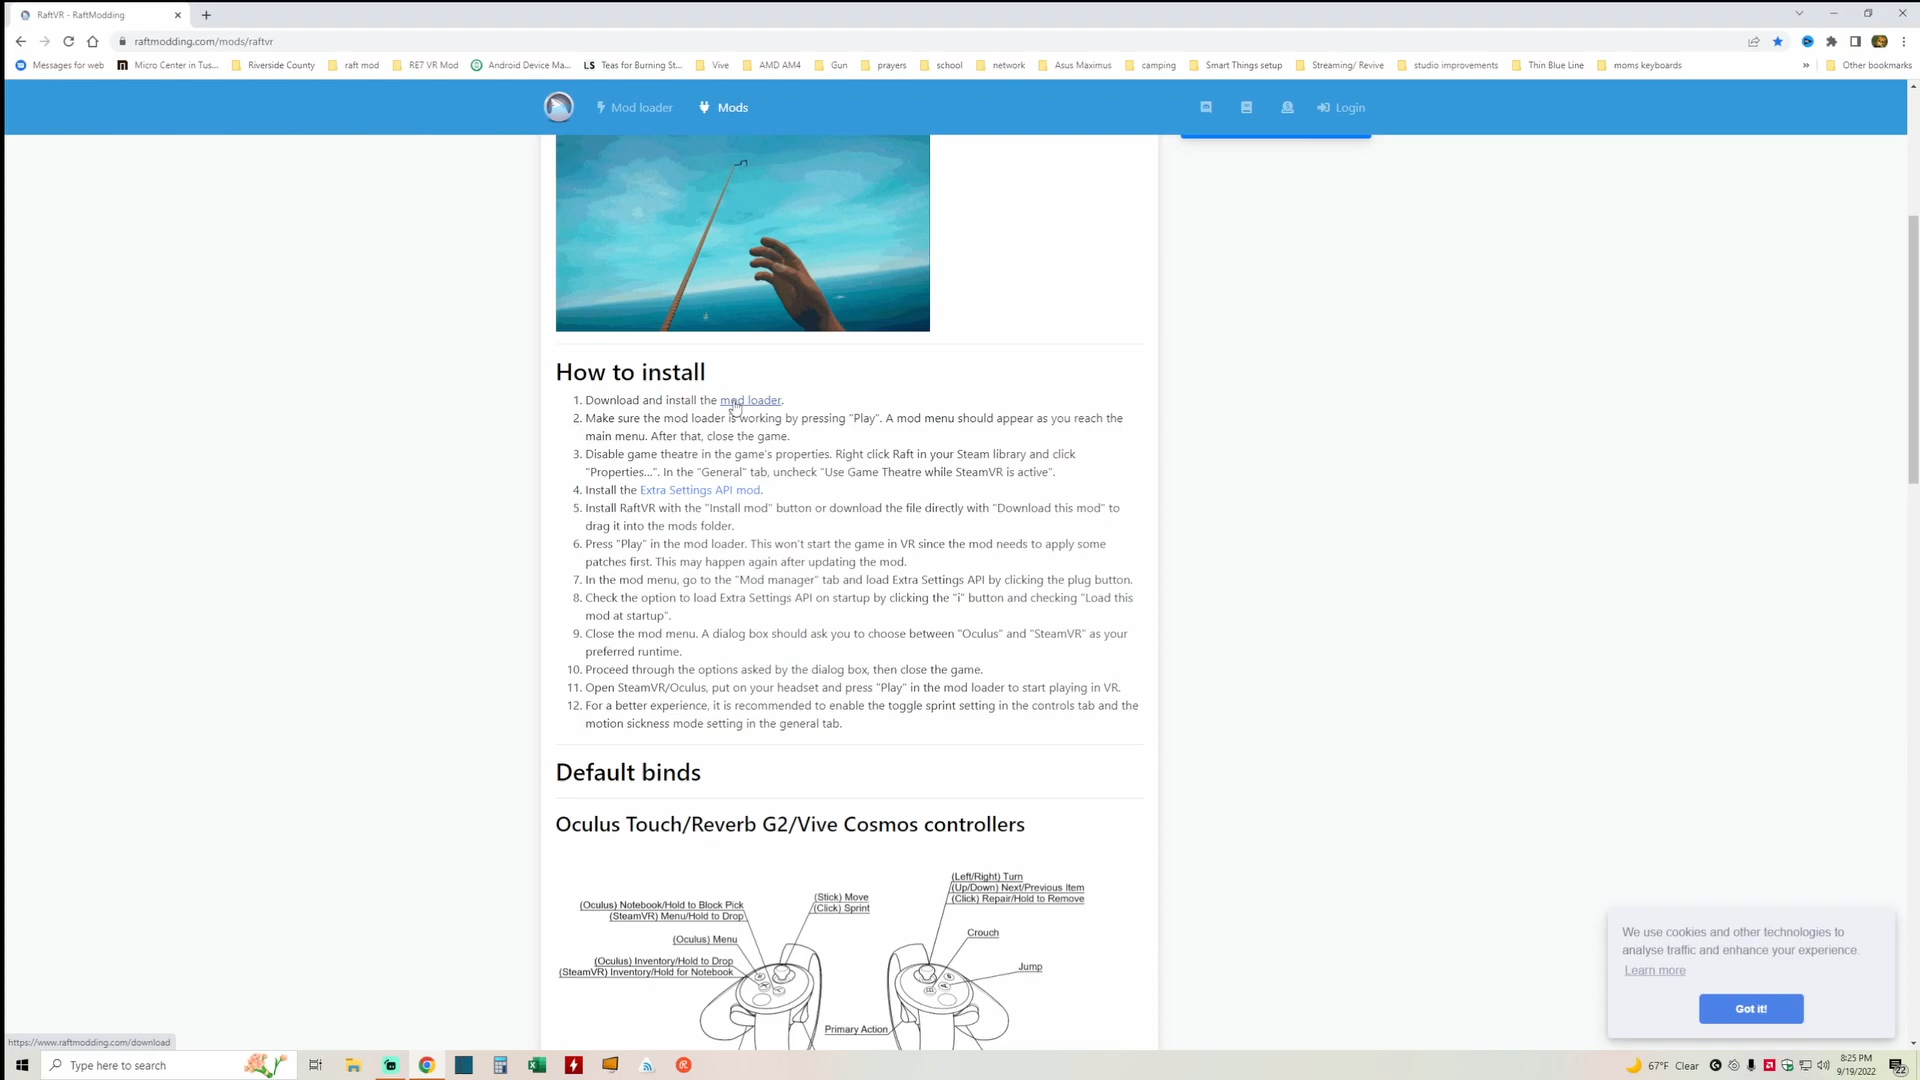 RaftVR - RaftModding
raftmodding.com/mods/raftvr
Messages for web Micro Center in Tus... Riverside County raft mod RE7 VR Mod Android Device Ma... LS Teas for Burning St... Vive AMD AM4 Gun prayers school network Asus Maximus camping Smart Things setup Streaming/ Revive studio improvements Thin Blue Line moms keyboards » Other bookmarks
Mod loader Mods Login
How to install
1. Download and install the mod loader.
2. Make sure the mod loader is working by pressing "Play". A mod menu should appear as you reach the
main menu. After that, close the game.
3. Disable game theatre in the game's properties. Right click Raft in your Steam library and click
"Properties...". In the "General" tab, uncheck "Use Game Theatre while SteamVR is active".
4. Install the Extra Settings API mod.
5. Install RaftVR with the "Install mod" button or download the file directly with "Download this mod" to
drag it into the mods folder.
6. Press "Play" in the mod loader. This won't start the game in VR since the mod needs to apply some
patches first. This may happen again after updating the mod.
7. In the mod menu, go to the "Mod manager" tab and load Extra Settings API by clicking the plug button.
8. Check the option to load Extra Settings API on startup by clicking the "i" button and checking "Load this
mod at startup".
9. Close the mod menu. A dialog box should ask you to choose between "Oculus" and "SteamVR" as your
preferred runtime.
10. Proceed through the options asked by the dialog box, then close the game.
11. Open SteamVR/Oculus, put on your headset and press "Play" in the mod loader to start playing in VR.
12. For a better experience, it is recommended to enable the toggle sprint setting in the controls tab and the
motion sickness mode setting in the general tab.
Default binds
Oculus Touch/Reverb G2/Vive Cosmos controllers
(Left/Right) Turn
(Up/Down) Next/Previous Item
(Click) Repair/Hold to Remove
(Stick) Move
(Click) Sprint
(Oculus) Notebook/Hold to Block Pick
(SteamVR) Menu/Hold to Drop
Crouch
(Oculus) Menu
(Oculus) Inventory/Hold to Drop
(SteamVR) Inventory/Hold for Notebook
Jump
Primary Action
We use cookies and other technologies to
analyse traffic and enhance your experience.
Learn more
Got it!
https://www.raftmodding.com/download
Type here to search
67°F Clear
8:25 PM
9/19/2022
22